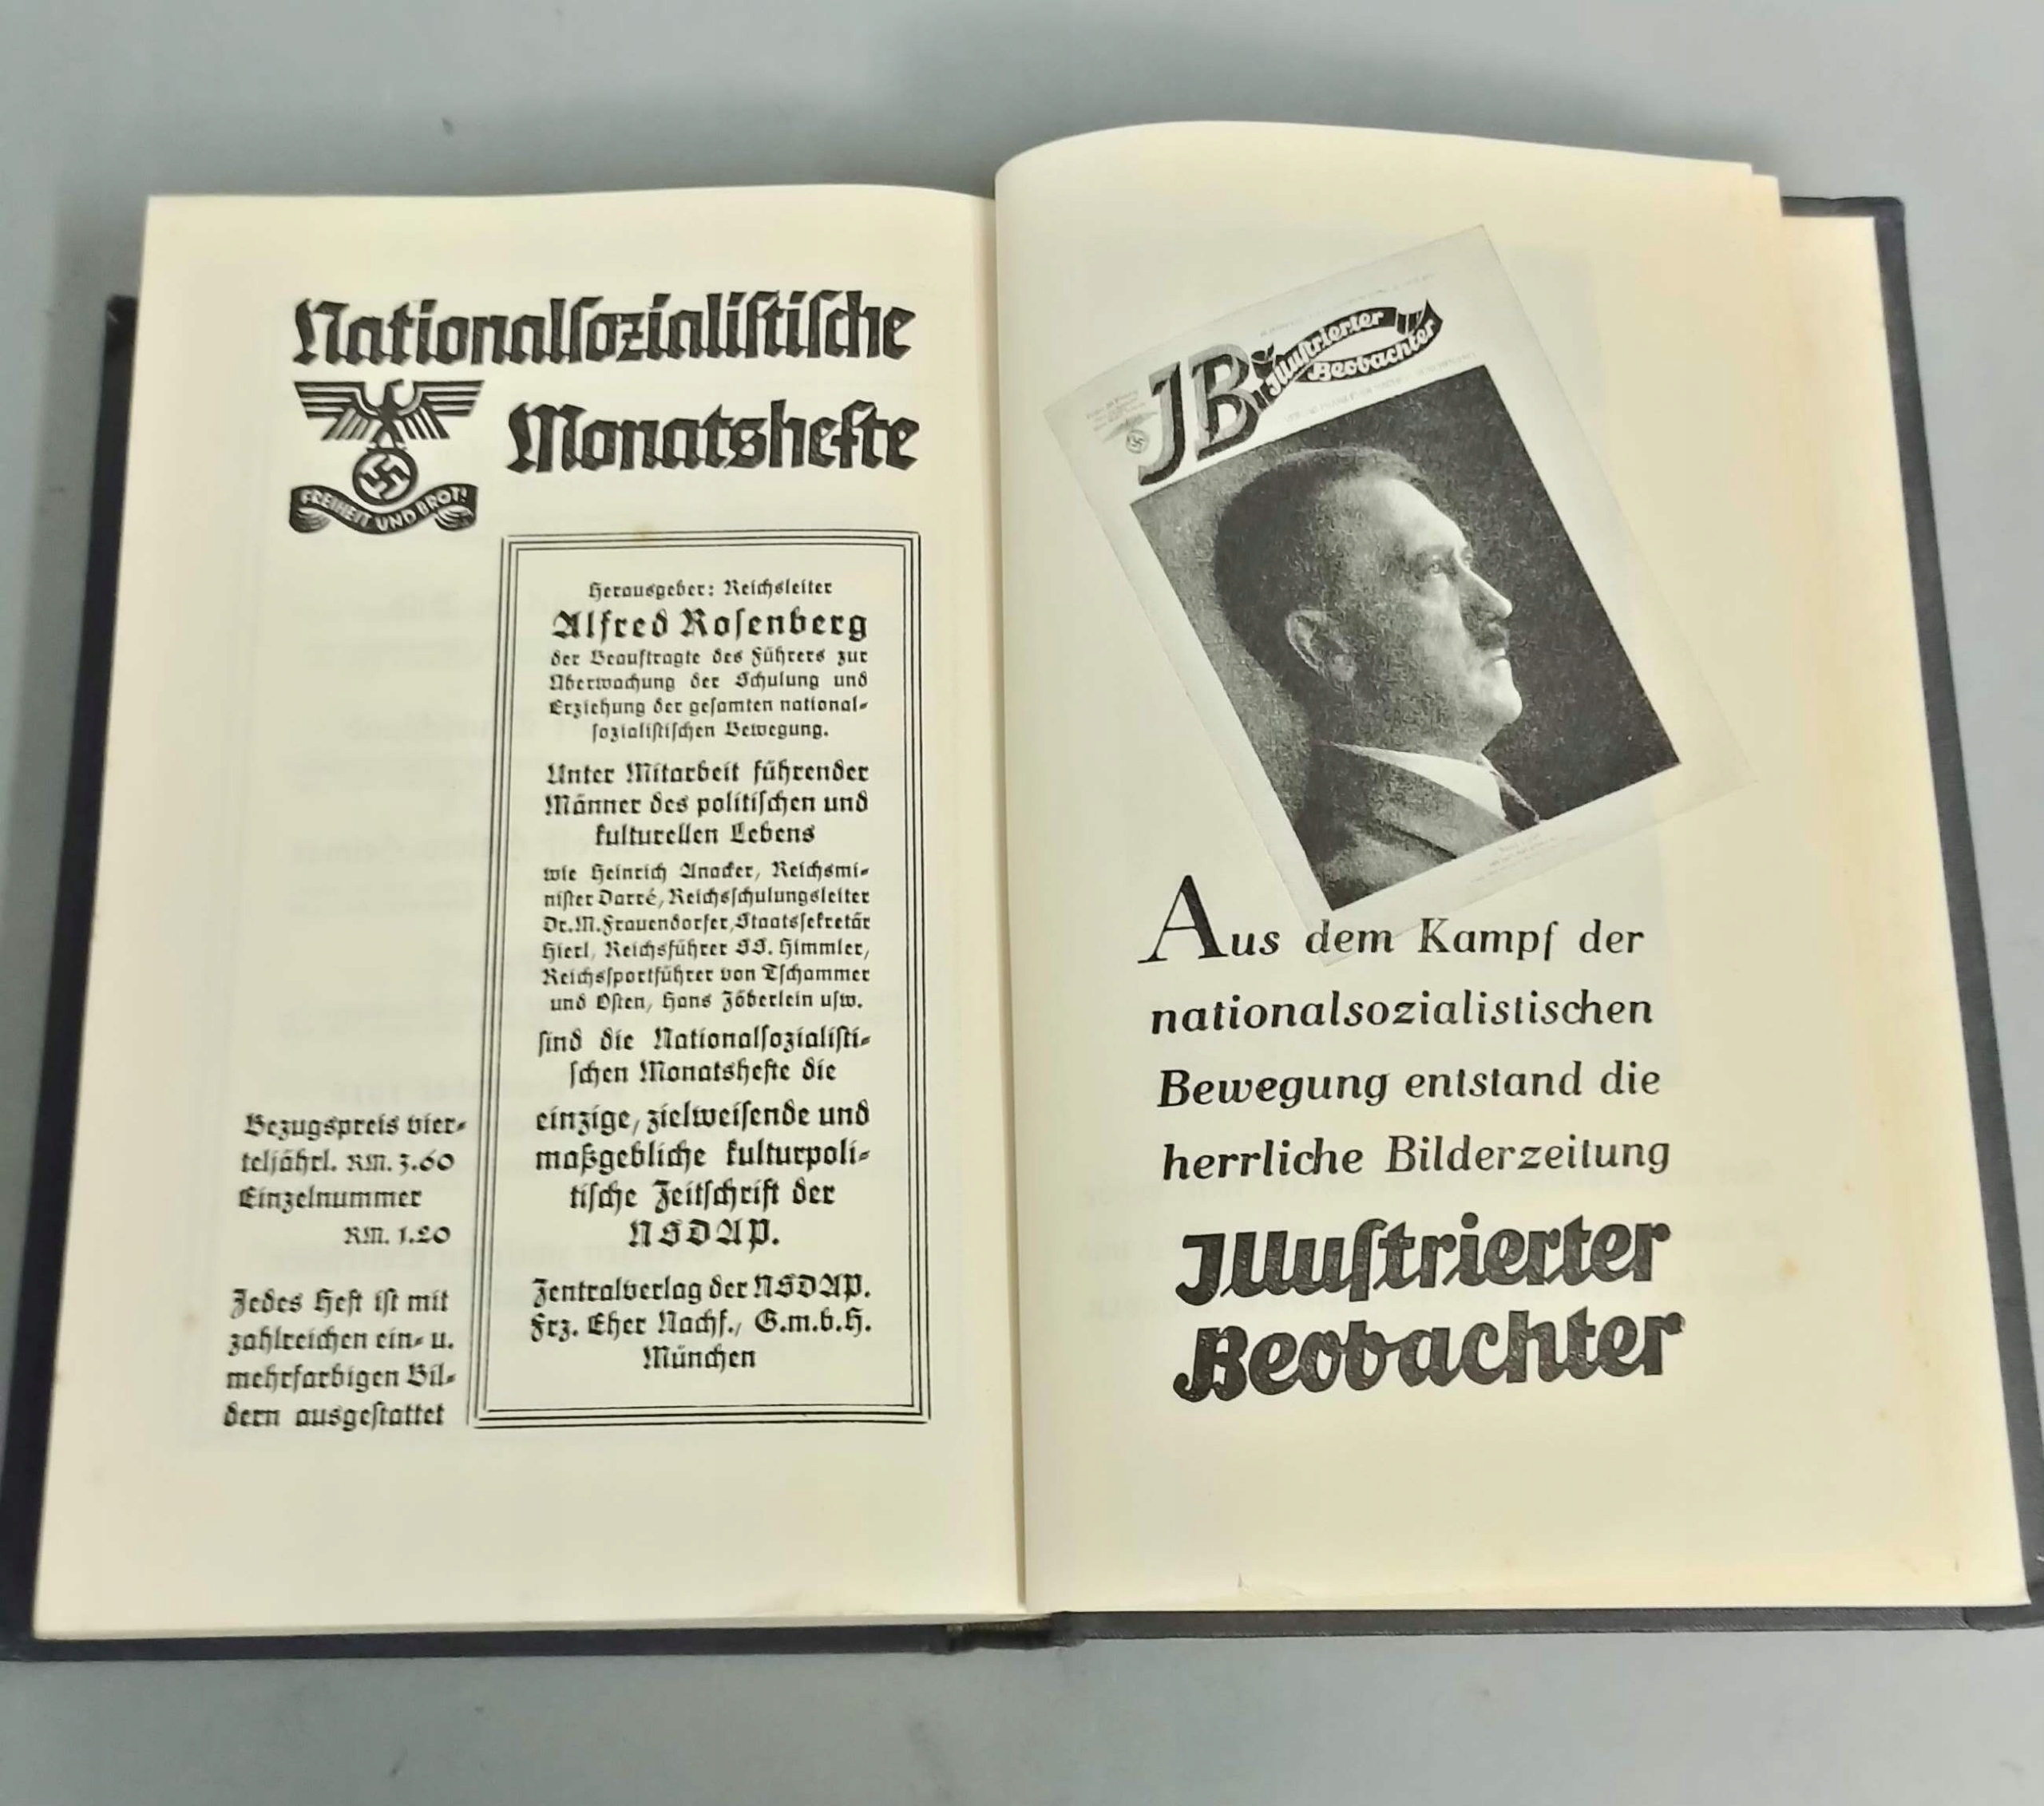 Nationalsozialistische
Monatshefte
FREIHEIT UND BROT!
Herausgeber: Reichsleiter
Alfred Rosenberg
der Beauftragte des Führers zur
Überwachung der Schulung und
Erziehung der gesamten national-
sozialistischen Bewegung.
Unter Mitarbeit führender
Männer des politischen und
kulturellen Lebens
wie Heinrich Anacker, Reichsmi-
nister Darré, Reichsschulungsleiter
Dr. M. Frauendorfer, Staatssekretär
Hierl, Reichsführer SS. Himmler,
Reichssportführer von Tschammer
und Osten, Hans Zöberlein usw.
sind die Nationalsozialisti-
schen Monatshefte die
einzige, zielweisende und
maßgebliche kulturpoli-
tische Zeitschrift der
NSDAP.
Zentralverlag der NSDAP.
Frz. Eher Nachf., G.m.b.H.
München
Bezugspreis vier-
teljährl. RM. 3.60
Einzelnummer
RM. 1.20
Jedes Heft ist mit
zahlreichen ein- u.
mehrfarbigen Bil-
dern ausgestattet
JB
Illustrierter
Beobachter
Aus dem Kampf der
nationalsozialistischen
Bewegung entstand die
herrliche Bilderzeitung
Illustrierter
Beobachter